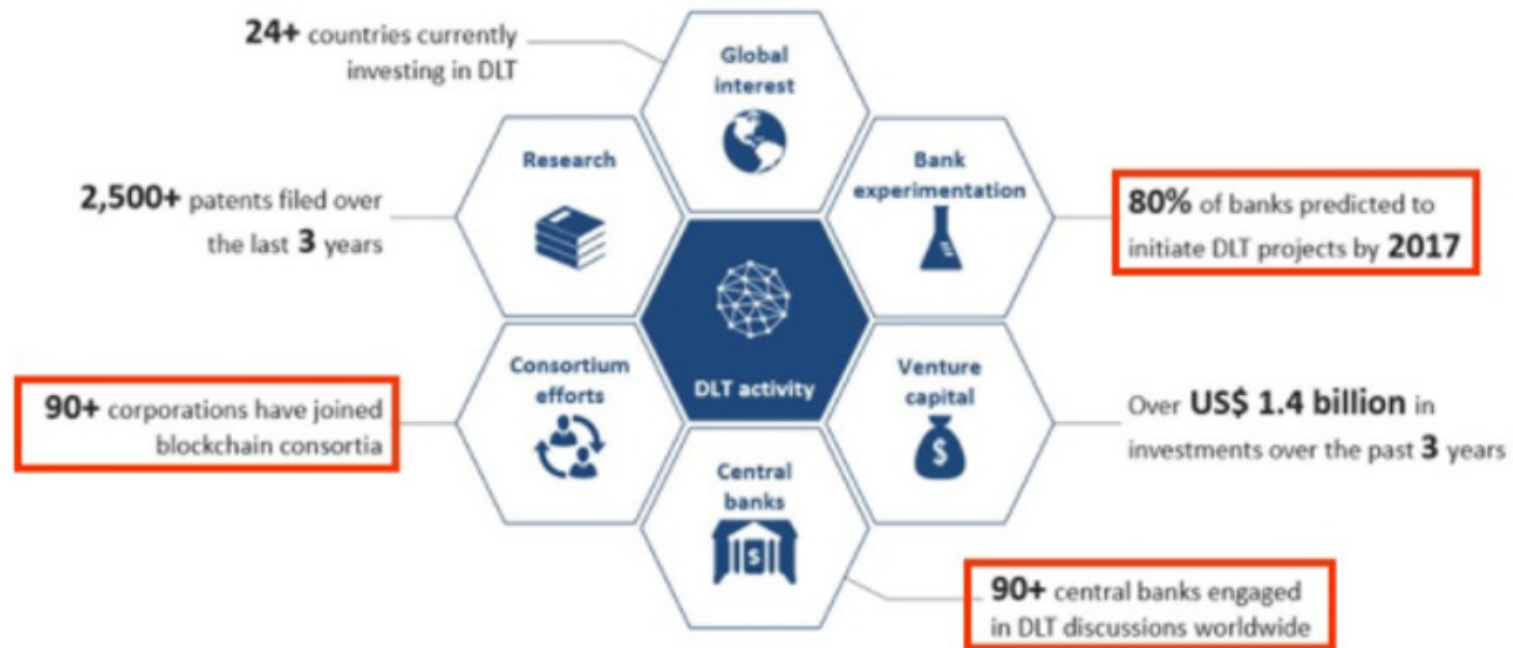 24+ countries currently
investing in DLT
Global
interest
Research
2,500+ patents filed over
the last 3 years
Bank
experimentation
80% of banks predicted to
initiate DLT projects by 2017
DLT activity
Consortium
efforts
90+ corporations have joined
blockchain consortia
Venture
capital
$
Over US$ 1.4 billion in
investments over the past 3 years
Central
banks
$
90+ central banks engaged
in DLT discussions worldwide